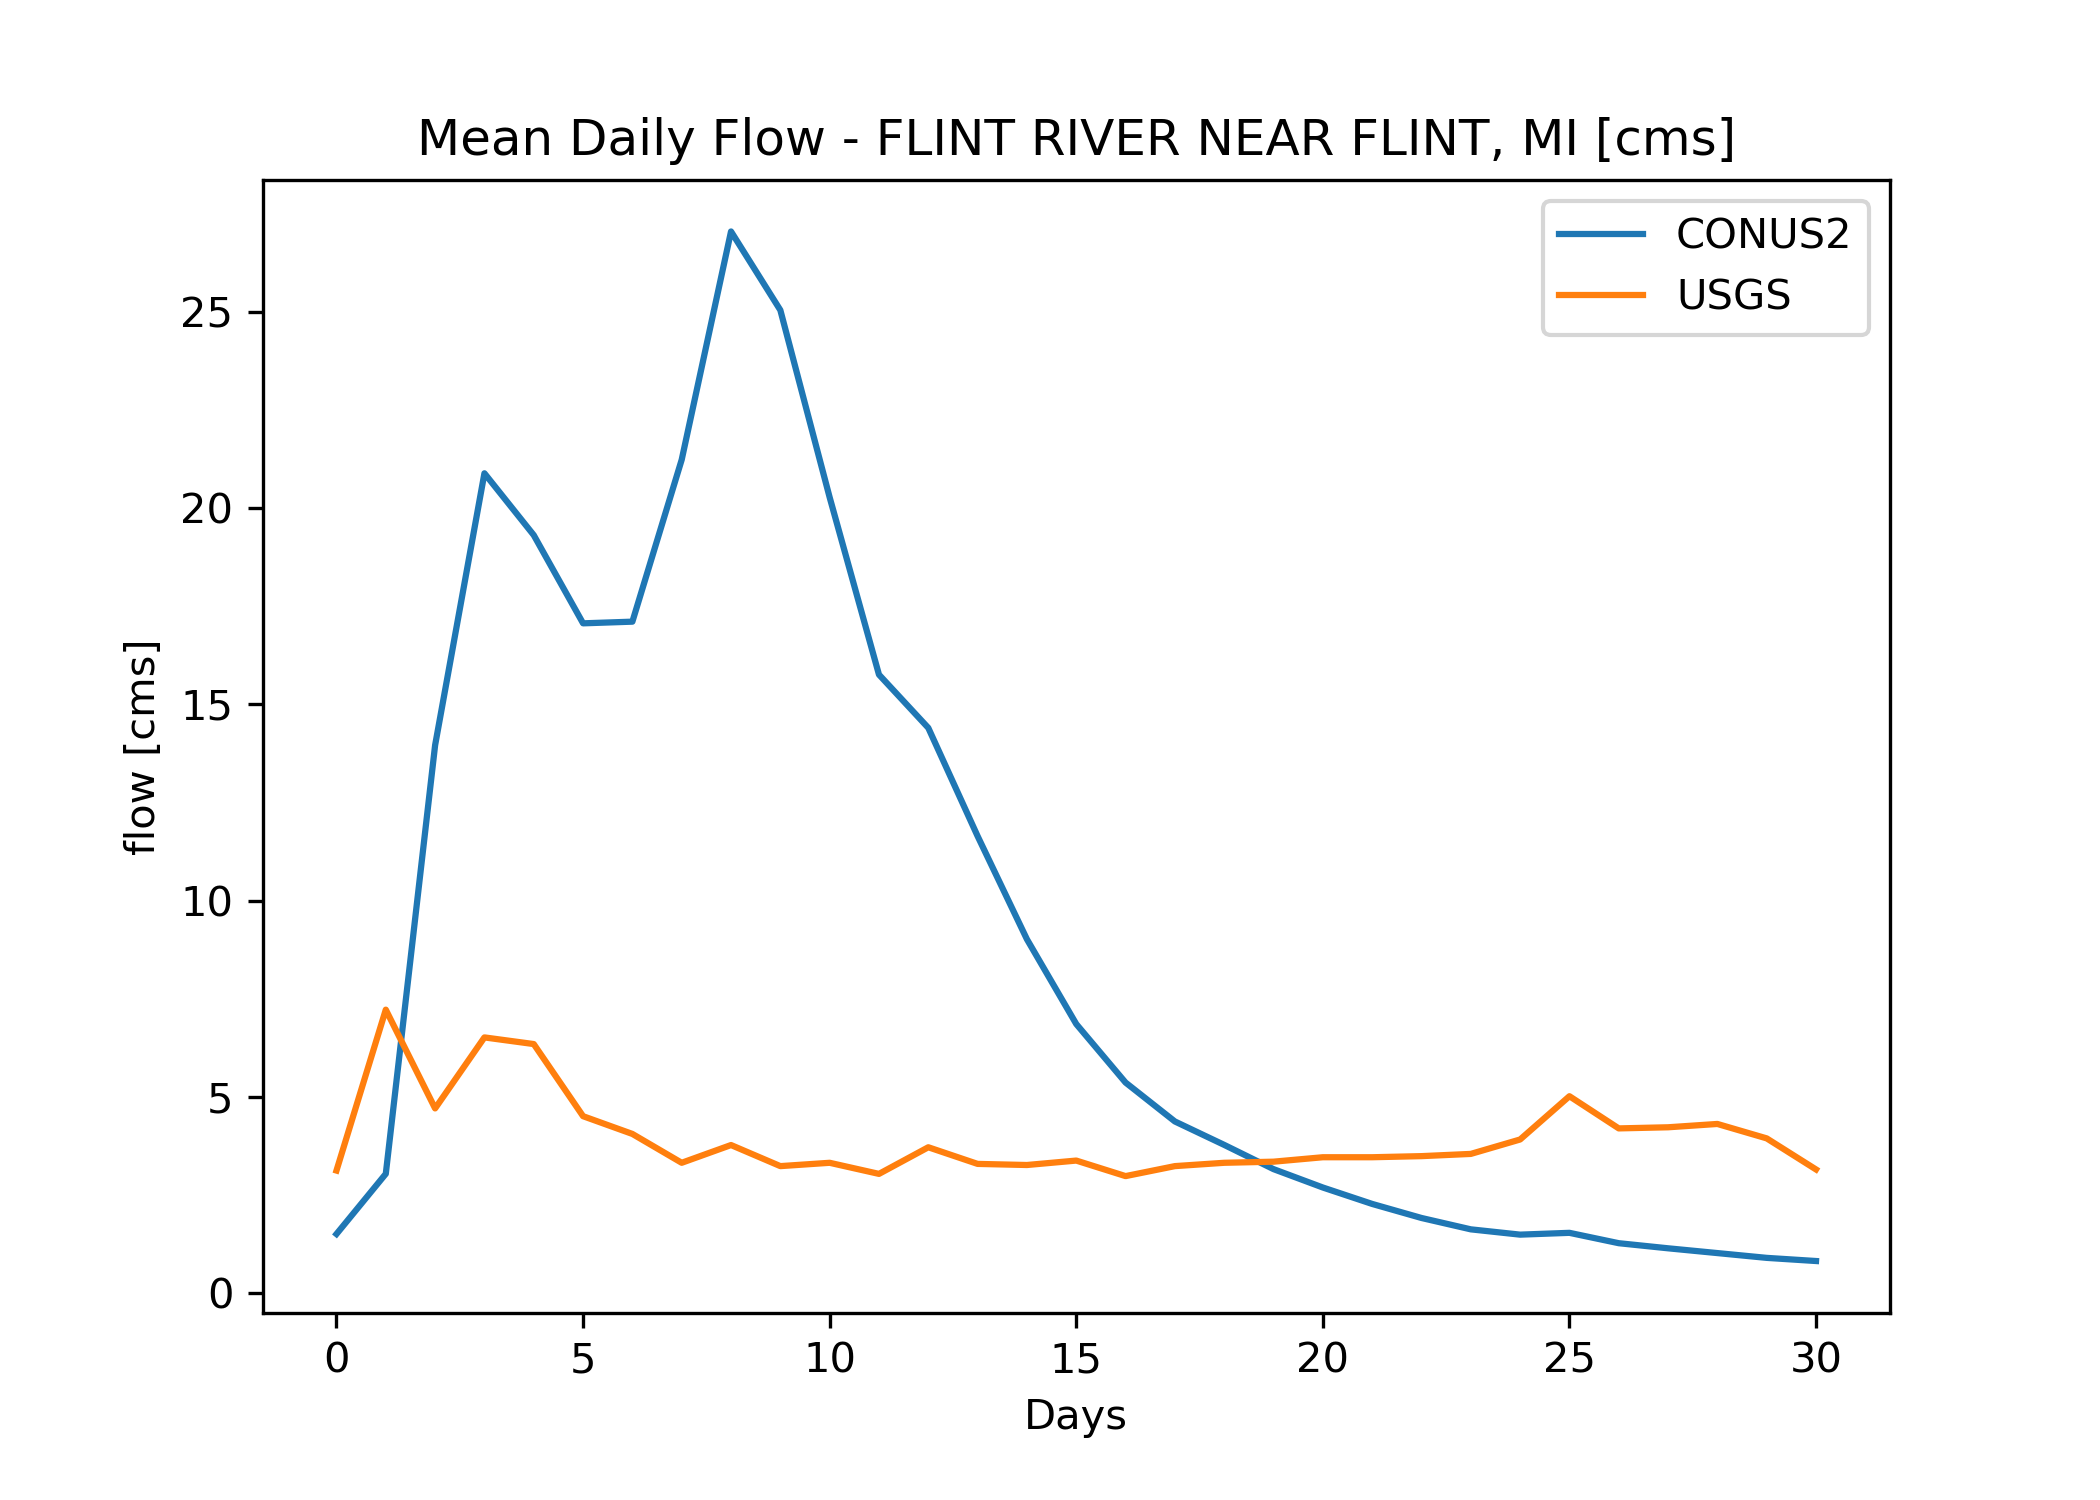 Mean Daily Flow - FLINT RIVER NEAR FLINT, MI [cms]
CONUS2
USGS
25
20
15
10
5
0
flow [cms]
0 5 10 15 20 25 30
Days